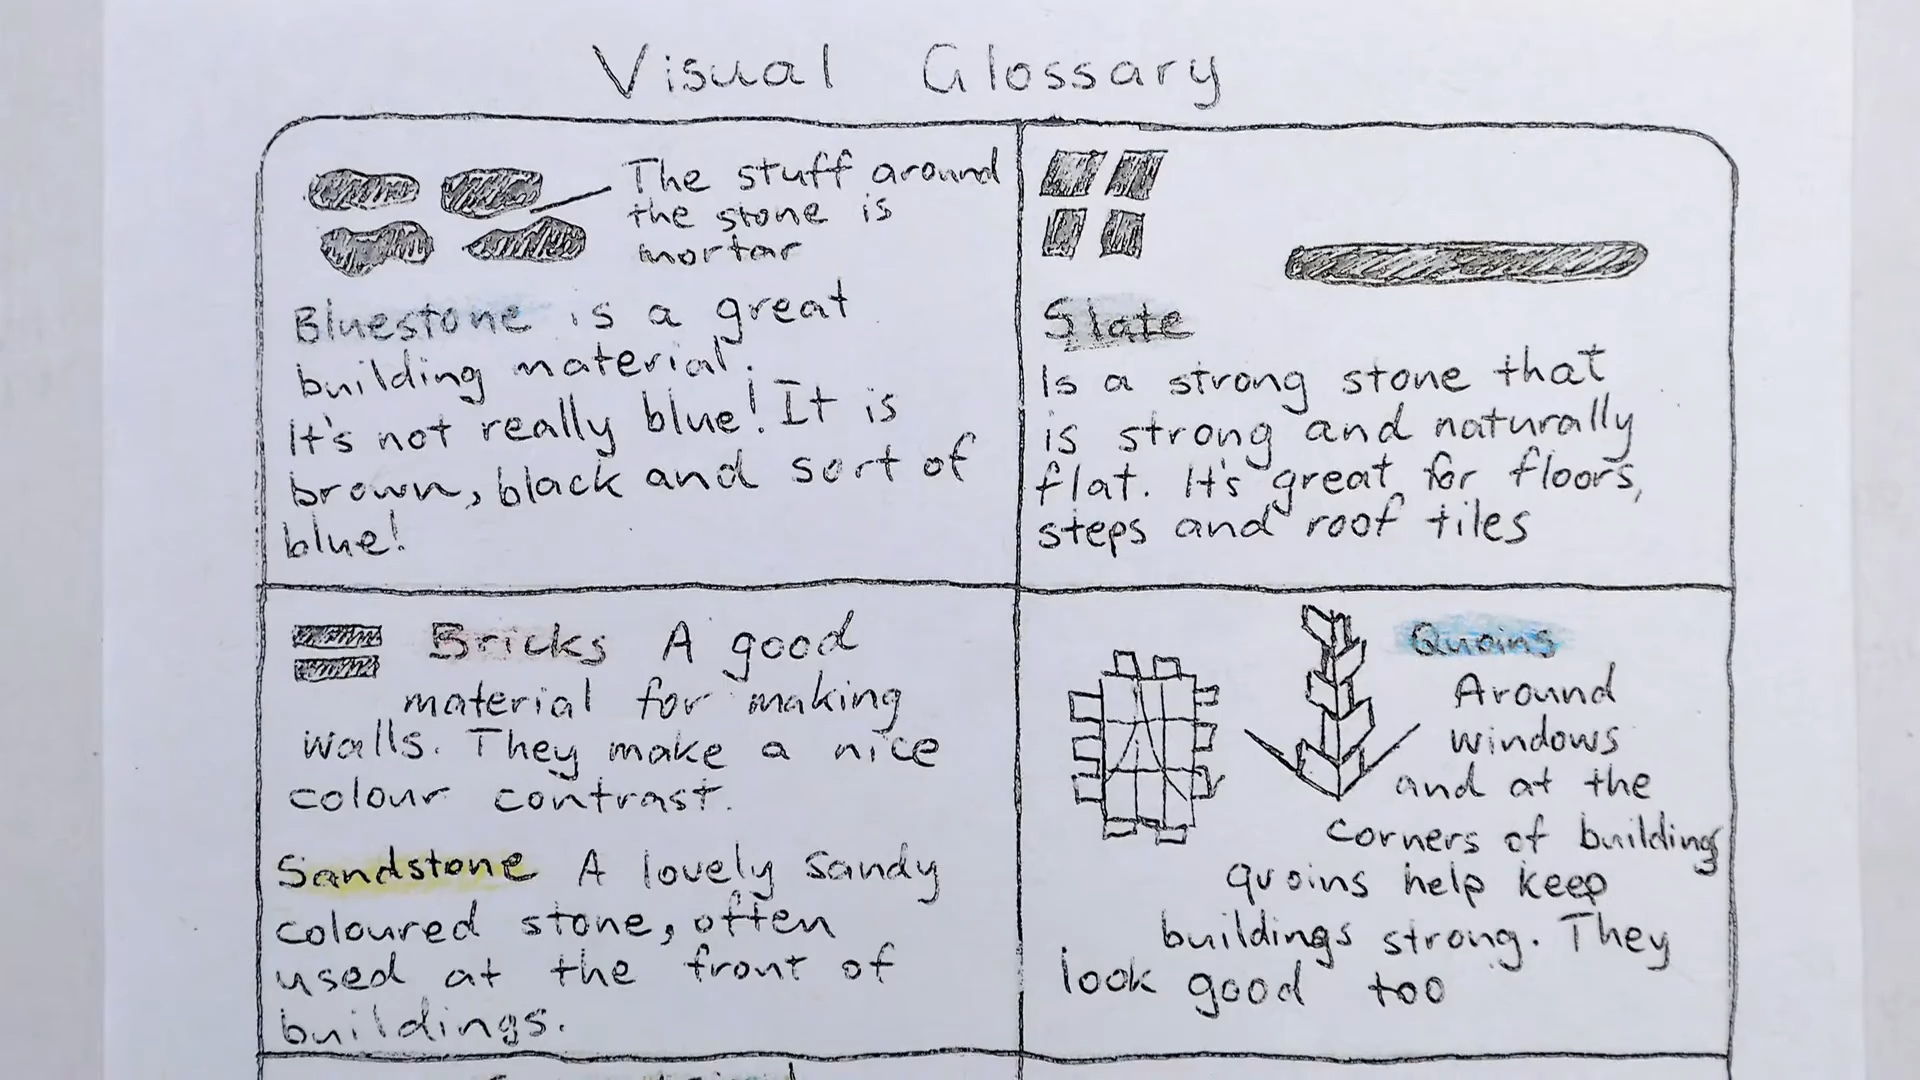 Visual Glossary
The stuff around
the stone is
mortar
Bluestone is a great
building material.
It's not really blue! It is
brown, black and sort of
blue!
Slate
Is a strong stone that
is strong and naturally
flat. It's great for floors,
steps and roof tiles
Bricks A good
material for making
walls. They make a nice
colour contrast.
Sandstone A lovely sandy
coloured stone, often
used at the front of
buildings.
Quoins
Around
windows
and at the
corners of buildings
quoins help keep
buildings strong. They
look good too